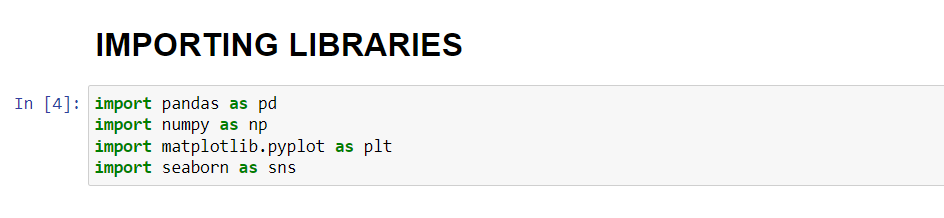 IMPORTING LIBRARIES
In [4]: import pandas as pd
import numpy as np
import matplotlib.pyplot as plt
import seaborn as sns